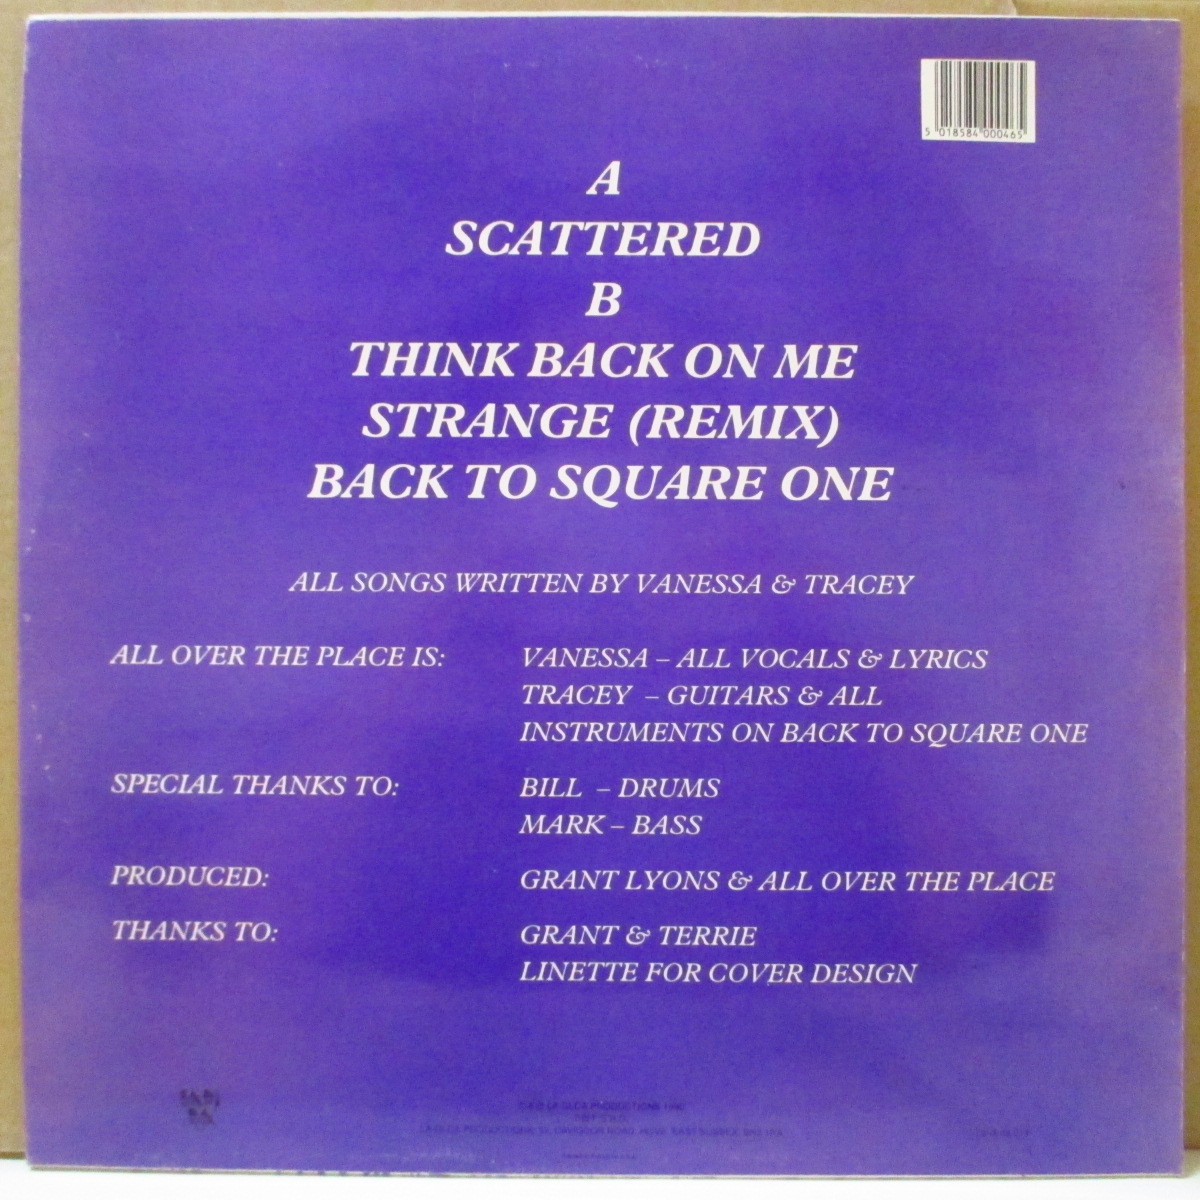 5 018584 000465
A
SCATTERED
B
THINK BACK ON ME
STRANGE (REMIX)
BACK TO SQUARE ONE
ALL SONGS WRITTEN BY VANESSA & TRACEY
ALL OVER THE PLACE IS: VANESSA – ALL VOCALS & LYRICS
TRACEY – GUITARS & ALL
INSTRUMENTS ON BACK TO SQUARE ONE
SPECIAL THANKS TO: BILL – DRUMS
MARK – BASS
PRODUCED: GRANT LYONS & ALL OVER THE PLACE
THANKS TO: GRANT & TERRIE
LINETTE FOR COVER DESIGN